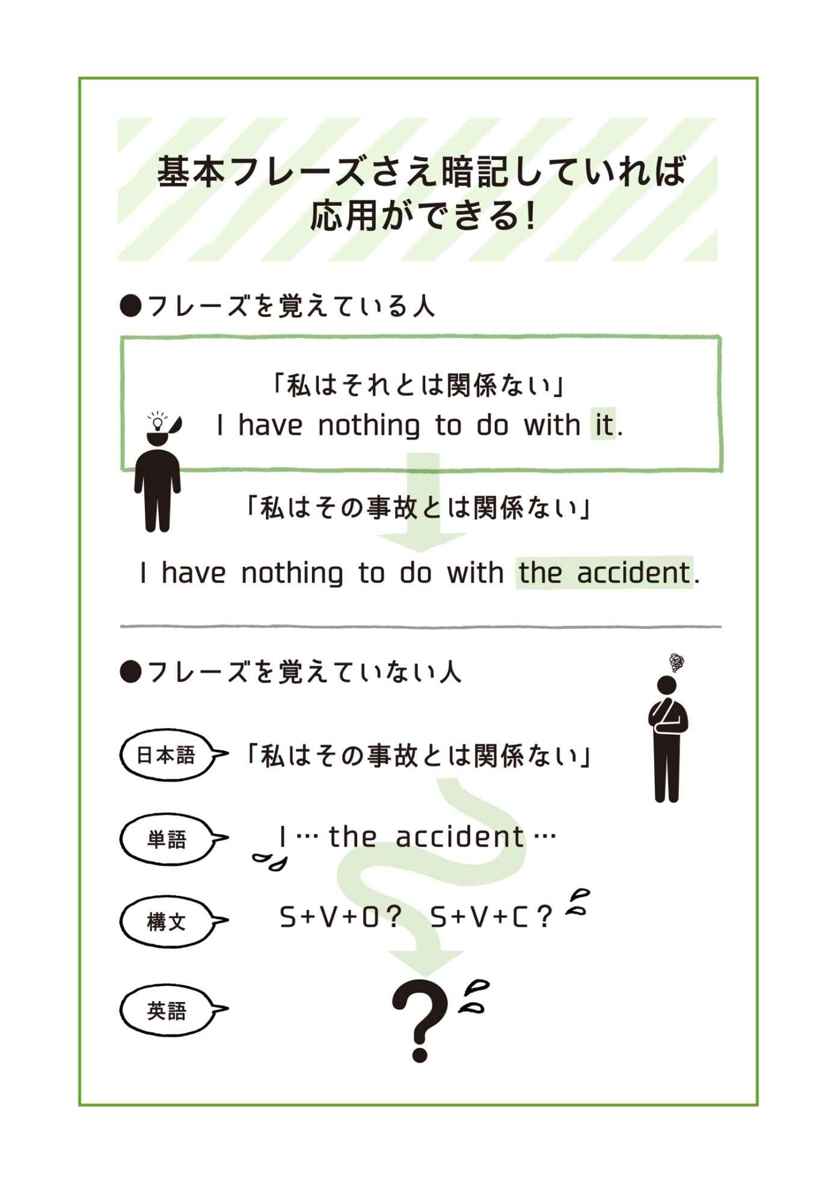 基本フレーズさえ暗記していれば
応用ができる!
●フレーズを覚えている人
「私はそれとは関係ない」
I have nothing to do with it.
「私はその事故とは関係ない」
I have nothing to do with the accident.
●フレーズを覚えていない人
日本語 「私はその事故とは関係ない」
単語 I … the accident …
構文 S+V+O? S+V+C?
英語 ?